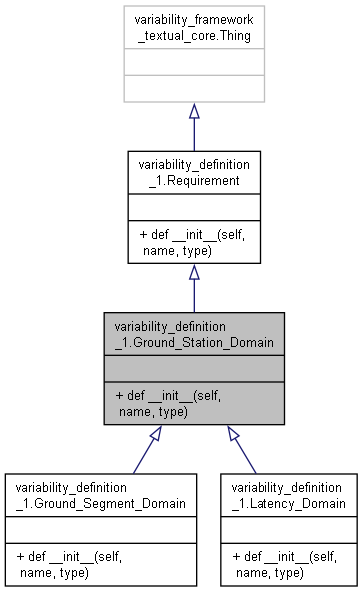 variability_framework
_textual_core.Thing
variability_definition
_1.Requirement
+ def __init__(self,
name, type)
variability_definition
_1.Ground_Station_Domain
+ def __init__(self,
name, type)
variability_definition
_1.Ground_Segment_Domain
+ def __init__(self,
name, type)
variability_definition
_1.Latency_Domain
+ def __init__(self,
name, type)